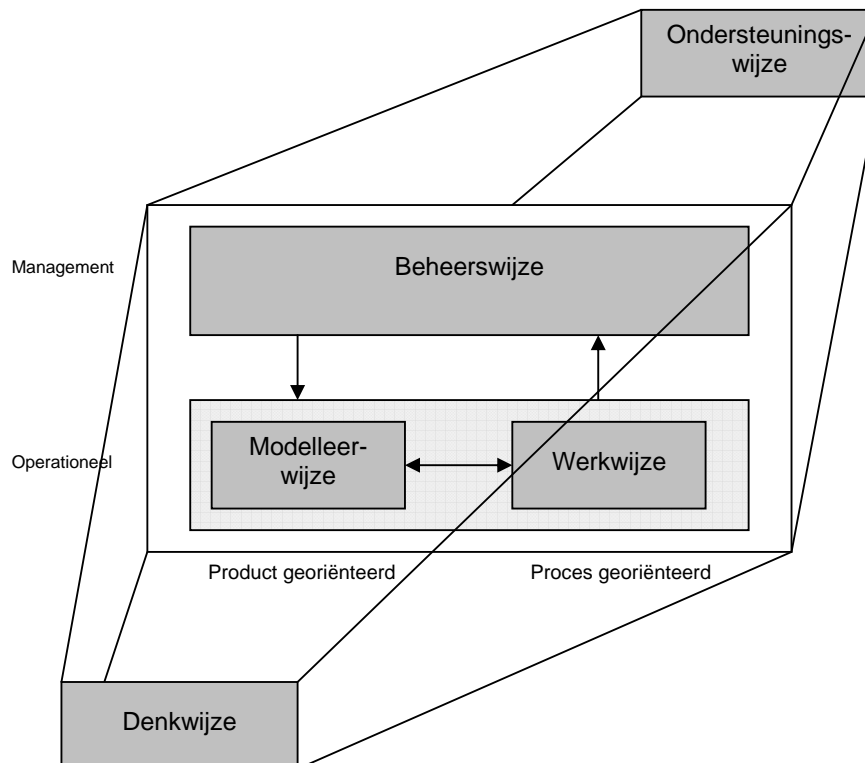 Ondersteunings-
wijze
Management
Beheerswijze
Operationeel
Modelleer-
wijze
Werkwijze
Product georiënteerd
Proces georiënteerd
Denkwijze